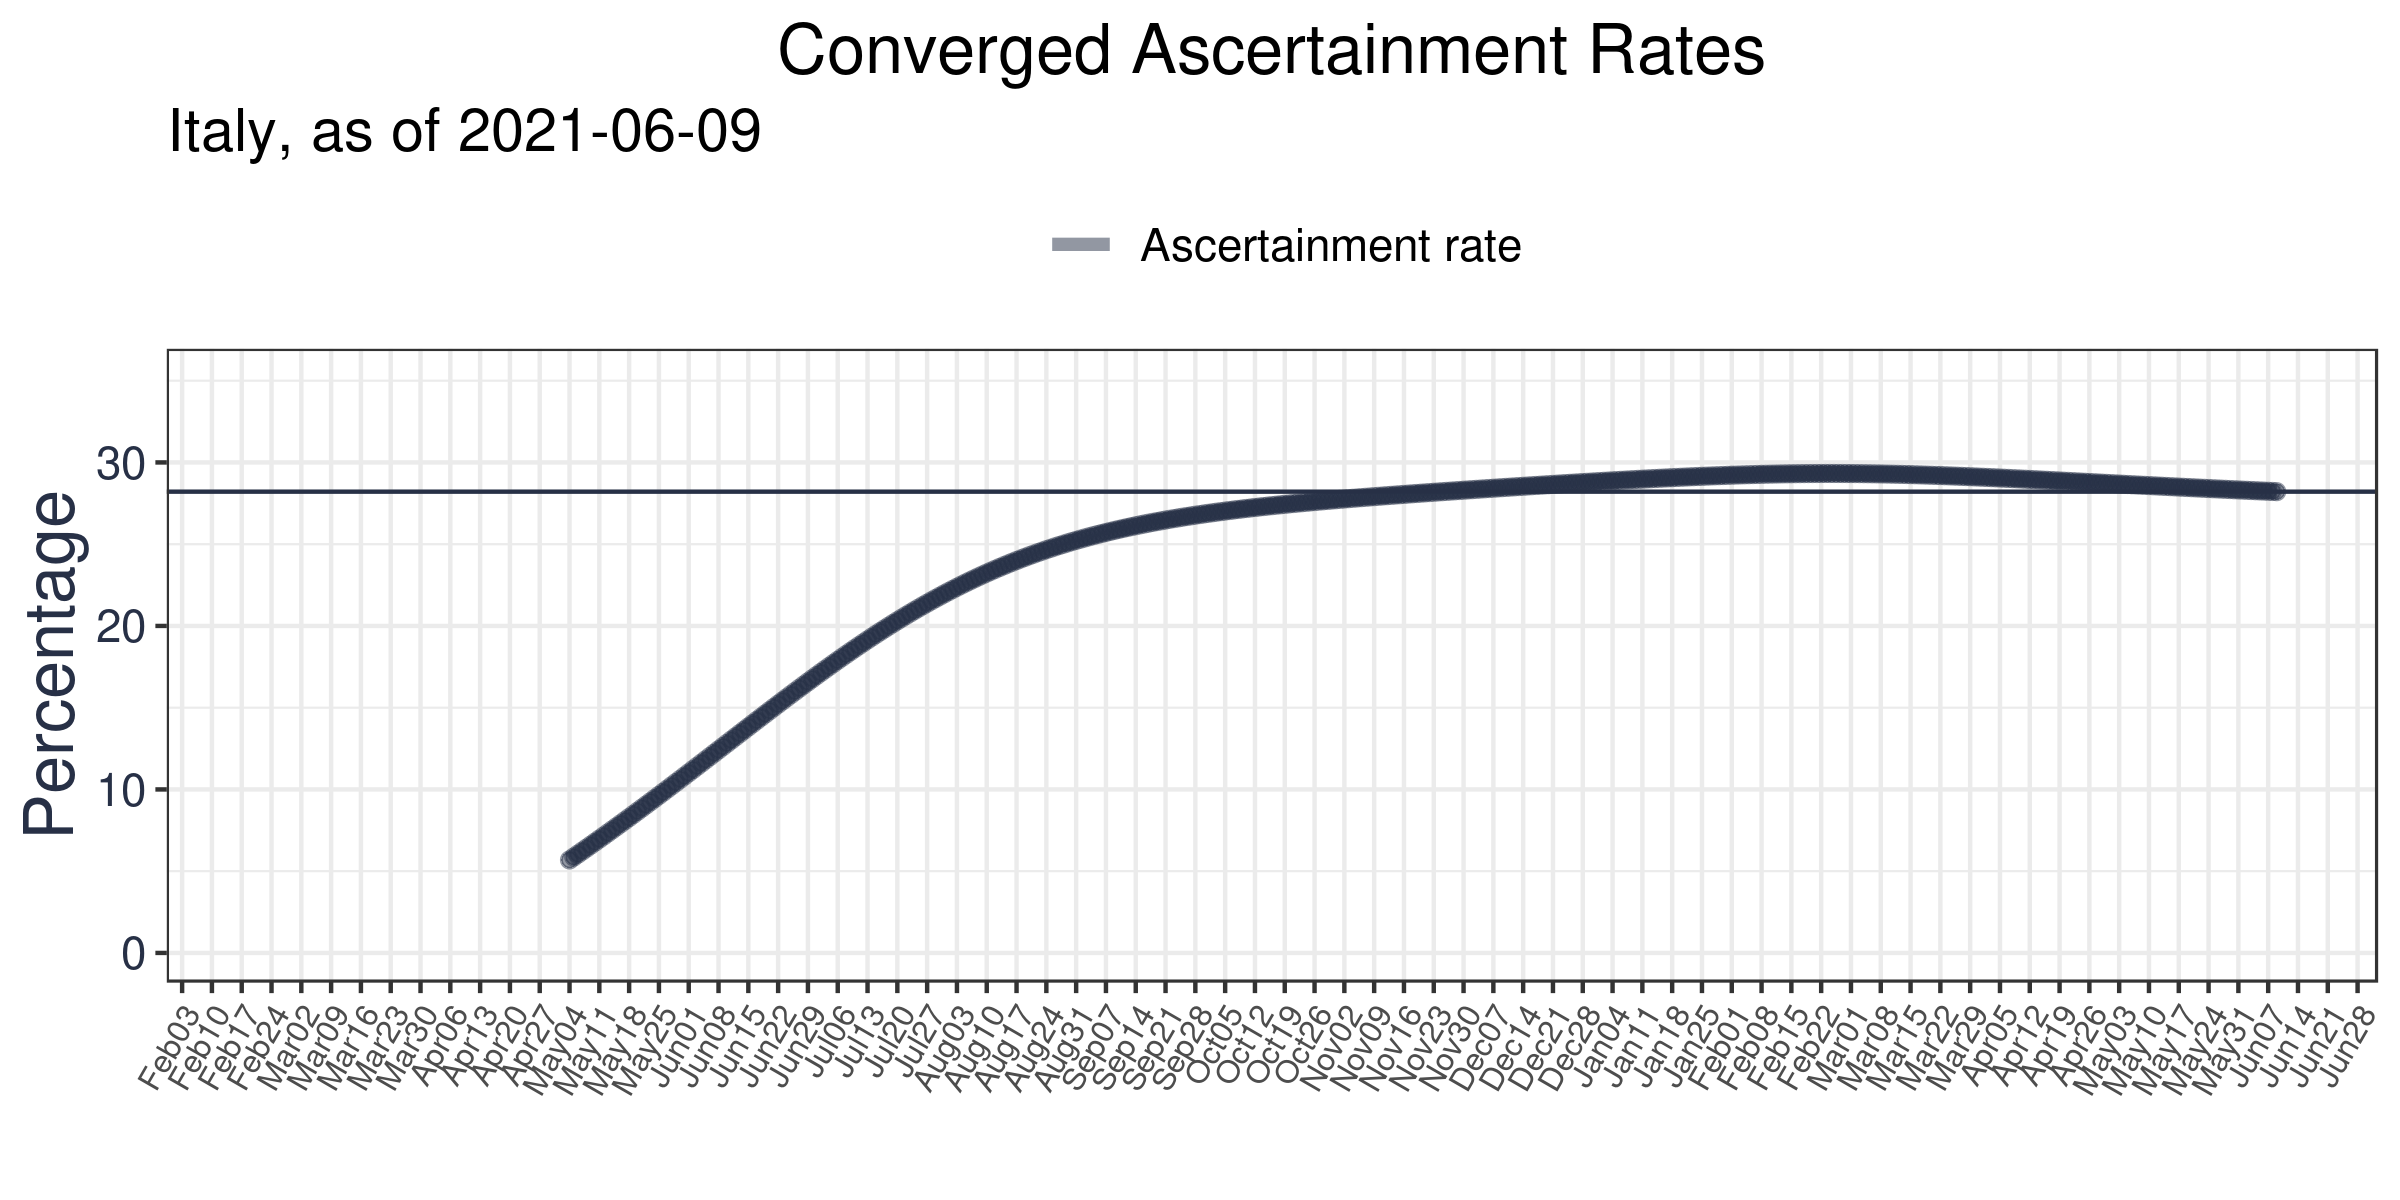 Converged Ascertainment Rates
Italy, as of 2021-06-09
Ascertainment rate
Percentage
30
20
10
0
Feb03
Feb10
Feb17
Feb24
Mar02
Mar09
Mar16
Mar23
Mar30
Apr06
Apr13
Apr20
Apr27
May04
May11
May18
May25
Jun01
Jun08
Jun15
Jun22
Jun29
Jul06
Jul13
Jul20
Jul27
Aug03
Aug10
Aug17
Aug24
Aug31
Sep07
Sep14
Sep21
Sep28
Oct05
Oct12
Oct19
Oct26
Nov02
Nov09
Nov16
Nov23
Nov30
Dec07
Dec14
Dec21
Dec28
Jan04
Jan11
Jan18
Jan25
Feb01
Feb08
Feb15
Feb22
Mar01
Mar08
Mar15
Mar22
Mar29
Apr05
Apr12
Apr19
Apr26
May03
May10
May17
May24
May31
Jun07
Jun14
Jun21
Jun28